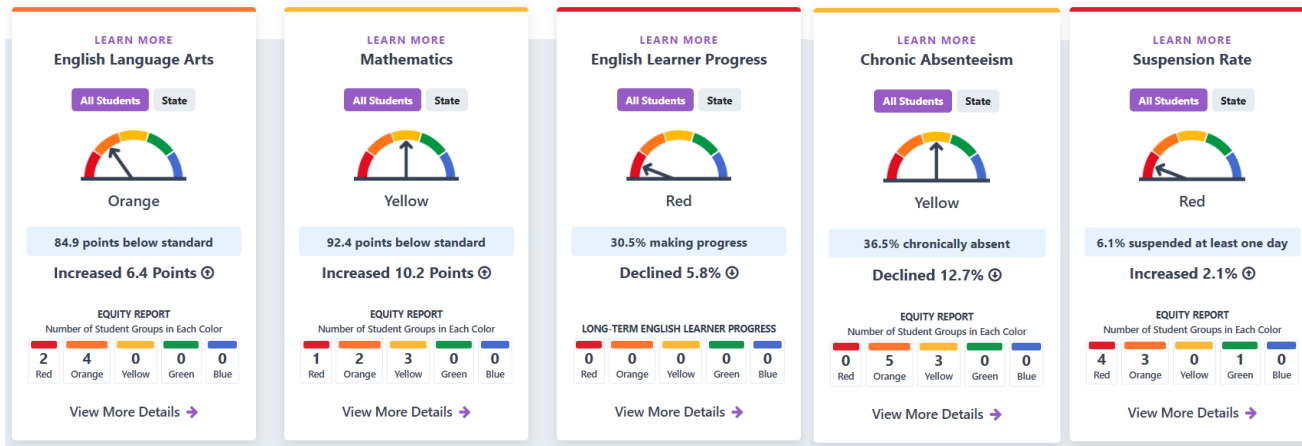 LEARN MORE
English Language Arts
All Students State
Orange
84.9 points below standard
Increased 6.4 Points
EQUITY REPORT
Number of Student Groups in Each Color
2 4 0 0 0
Red Orange Yellow Green Blue
View More Details
LEARN MORE
Mathematics
All Students State
Yellow
92.4 points below standard
Increased 10.2 Points
EQUITY REPORT
Number of Student Groups in Each Color
1 2 3 0 0
Red Orange Yellow Green Blue
View More Details
LEARN MORE
English Learner Progress
All Students State
Red
30.5% making progress
Declined 5.8%
LONG-TERM ENGLISH LEARNER PROGRESS
0 0 0 0 0
Red Orange Yellow Green Blue
View More Details
LEARN MORE
Chronic Absenteeism
All Students State
Yellow
36.5% chronically absent
Declined 12.7%
EQUITY REPORT
Number of Student Groups in Each Color
0 5 3 0 0
Red Orange Yellow Green Blue
View More Details
LEARN MORE
Suspension Rate
All Students State
Red
6.1% suspended at least one day
Increased 2.1%
EQUITY REPORT
Number of Student Groups in Each Color
4 3 0 1 0
Red Orange Yellow Green Blue
View More Details